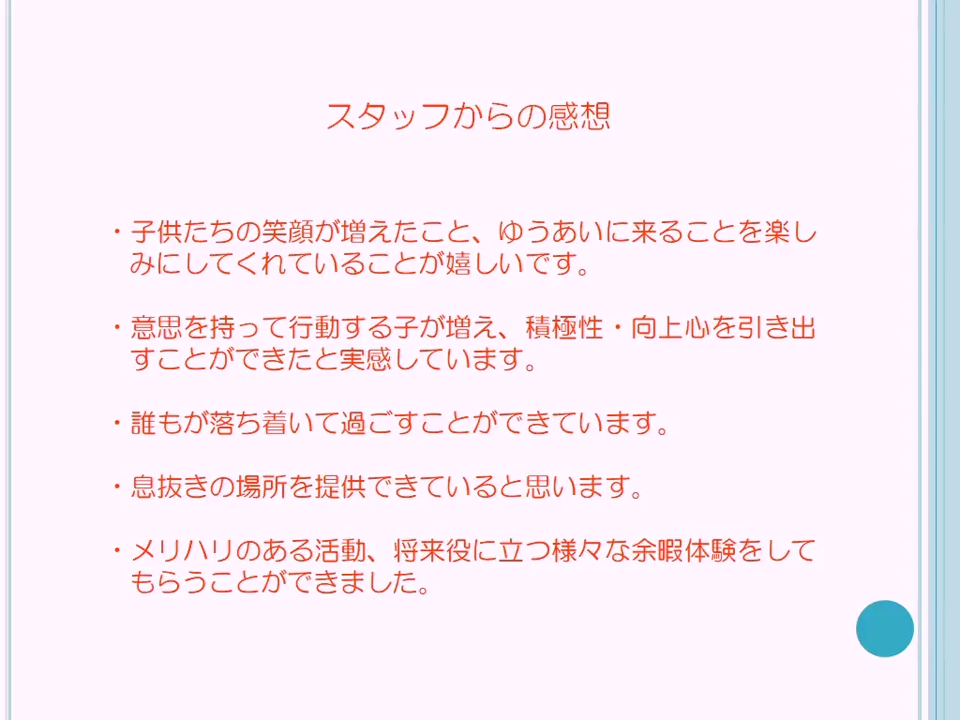 スタッフからの感想
・子供たちの笑顔が増えたこと、ゆうあいに来ることを楽し
みにしてくれていることが嬉しいです。
・意思を持って行動する子が増え、積極性・向上心を引き出
すことができたと実感しています。
・誰もが落ち着いて過ごすことができています。
・息抜きの場所を提供できていると思います。
・メリハリのある活動、将来役に立つ様々な余暇体験をして
もらうことができました。